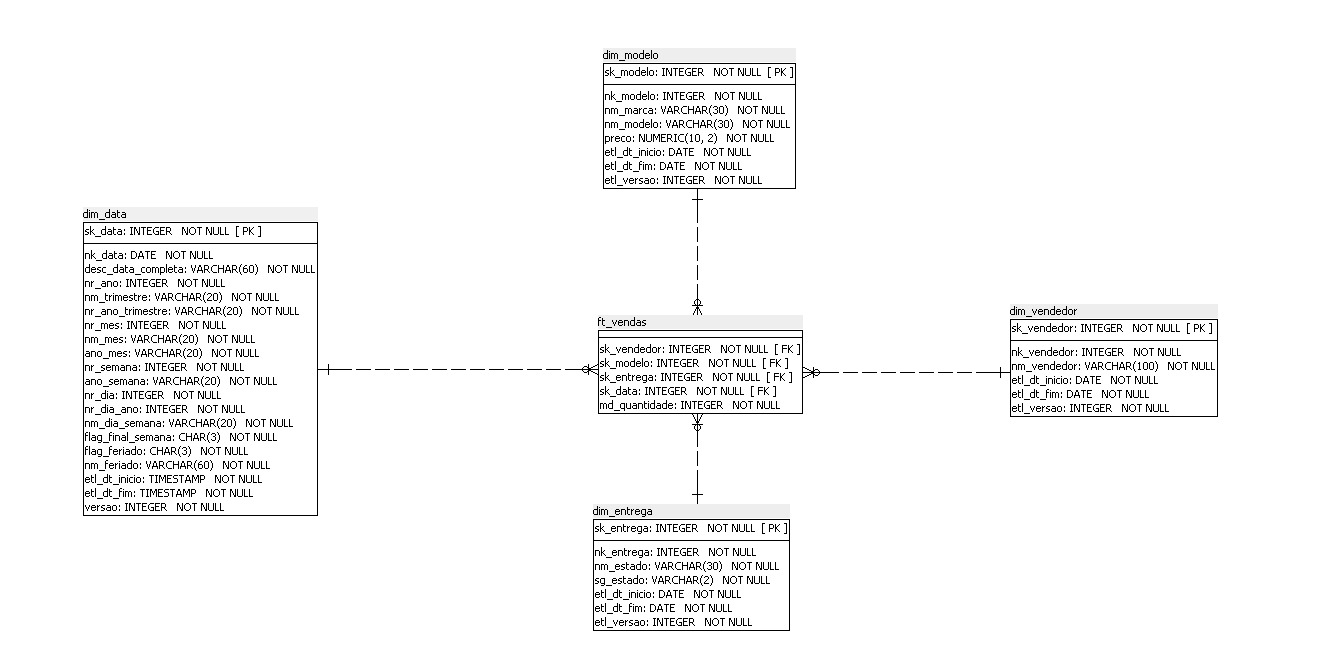 dim_modelo
sk_modelo: INTEGER NOT NULL [ PK ]
nk_modelo: INTEGER NOT NULL
nm_marca: VARCHAR(30) NOT NULL
nm_modelo: VARCHAR(30) NOT NULL
preco: NUMERIC(10, 2) NOT NULL
etl_dt_inicio: DATE NOT NULL
etl_dt_fim: DATE NOT NULL
etl_versao: INTEGER NOT NULL
dim_data
sk_data: INTEGER NOT NULL [ PK ]
nk_data: DATE NOT NULL
desc_data_completa: VARCHAR(60) NOT NULL
nr_ano: INTEGER NOT NULL
nm_trimestre: VARCHAR(20) NOT NULL
nr_ano_trimestre: VARCHAR(20) NOT NULL
nr_mes: INTEGER NOT NULL
nm_mes: VARCHAR(20) NOT NULL
ano_mes: VARCHAR(20) NOT NULL
nr_semana: INTEGER NOT NULL
ano_semana: VARCHAR(20) NOT NULL
nr_dia: INTEGER NOT NULL
nr_dia_ano: INTEGER NOT NULL
nm_dia_semana: VARCHAR(20) NOT NULL
flag_final_semana: CHAR(3) NOT NULL
flag_feriado: CHAR(3) NOT NULL
nm_feriado: VARCHAR(60) NOT NULL
etl_dt_inicio: TIMESTAMP NOT NULL
etl_dt_fim: TIMESTAMP NOT NULL
versao: INTEGER NOT NULL
ft_vendas
sk_vendedor: INTEGER NOT NULL [ FK ]
sk_modelo: INTEGER NOT NULL [ FK ]
sk_entrega: INTEGER NOT NULL [ FK ]
sk_data: INTEGER NOT NULL [ FK ]
md_quantidade: INTEGER NOT NULL
dim_vendedor
sk_vendedor: INTEGER NOT NULL [ PK ]
nk_vendedor: INTEGER NOT NULL
nm_vendedor: VARCHAR(100) NOT NULL
etl_dt_inicio: DATE NOT NULL
etl_dt_fim: DATE NOT NULL
etl_versao: INTEGER NOT NULL
dim_entrega
sk_entrega: INTEGER NOT NULL [ PK ]
nk_entrega: INTEGER NOT NULL
nm_estado: VARCHAR(30) NOT NULL
sg_estado: VARCHAR(2) NOT NULL
etl_dt_inicio: DATE NOT NULL
etl_dt_fim: DATE NOT NULL
etl_versao: INTEGER NOT NULL